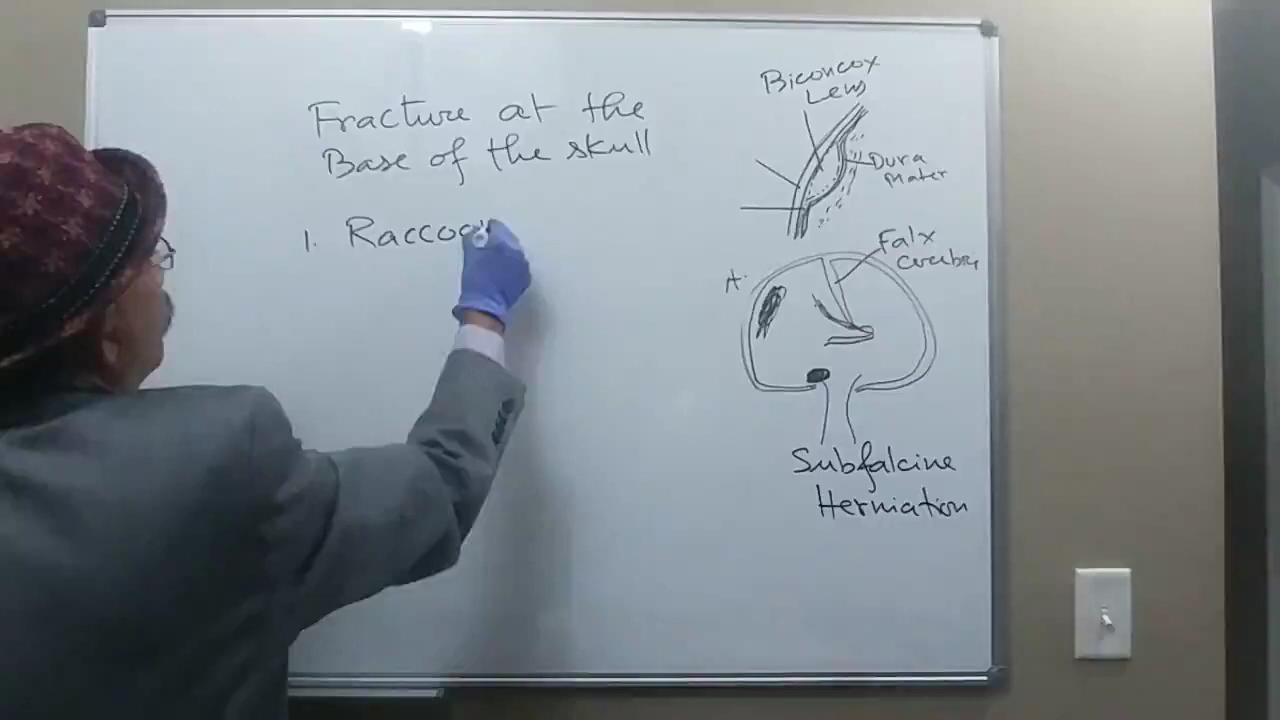 Fracture at the
Base of the skull
1. Raccoo
Biconcox
Lens
Dura
Mater
Falx
Cerebri
A.
Subfalcine
Herniation